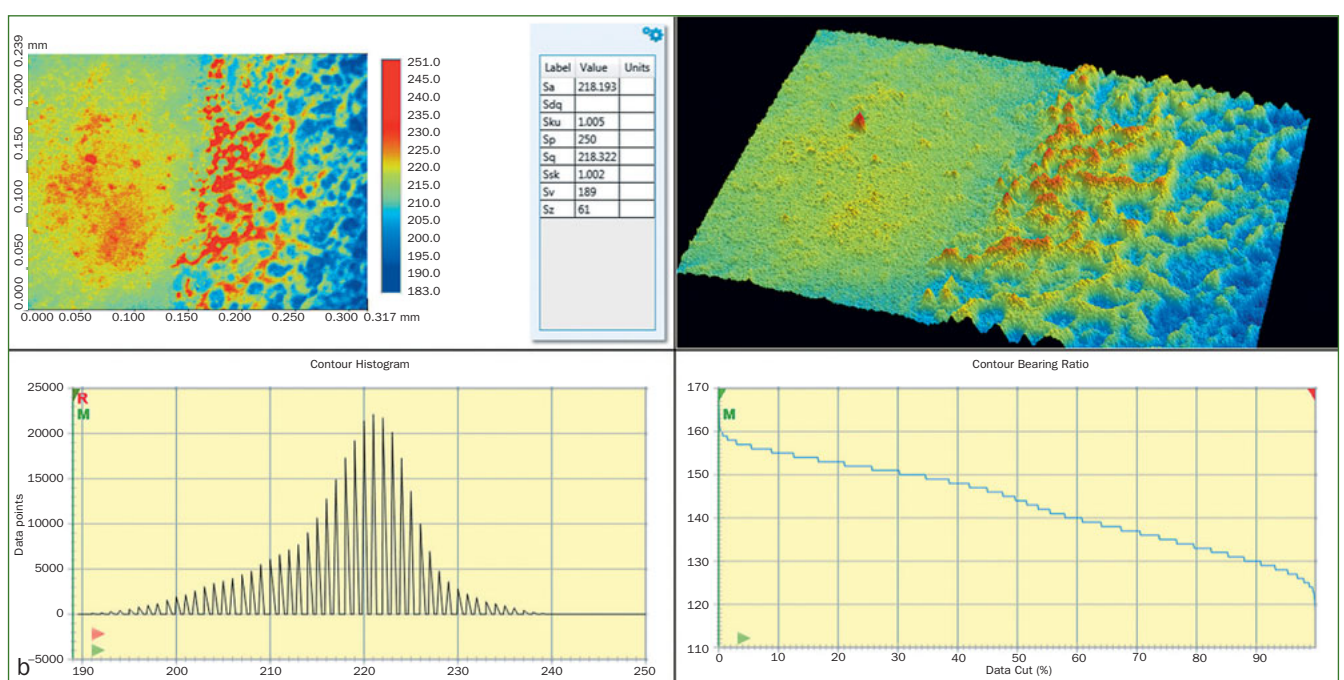 mm
0.239
0.200
0.150
0.100
0.050
0.000
0.000 0.050 0.100 0.150 0.200 0.250 0.300 0.317 mm
251.0
245.0
240.0
235.0
230.0
225.0
220.0
215.0
210.0
205.0
200.0
195.0
190.0
183.0
Label Value Units
Sa 218.193
Sdq
Sku 1.005
Sp 250
Sq 218.322
Ssk 1.002
Sv 189
Sz 61
Contour Histogram
25000
20000
15000
10000
5000
0
-5000
Data points
R
M
190 200 210 220 230 240 250
b
Contour Bearing Ratio
170
160
150
140
130
120
110
M
0 10 20 30 40 50 60 70 80 90
Data Cut (%)